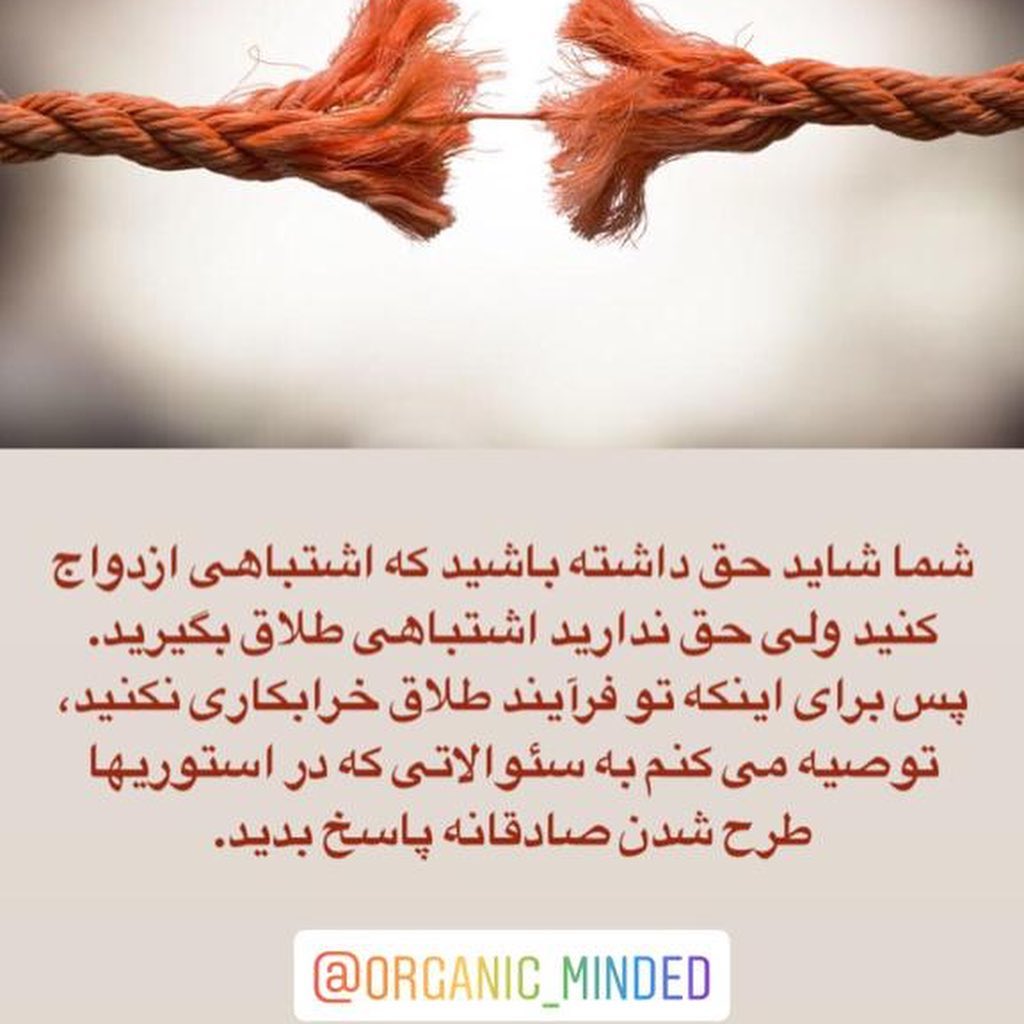 شما شاید حق داشته باشید که اشتباهی ازدواج
کنید ولی حق ندارید اشتباهی طلاق بگیرید.
پس برای اینکه تو فرآیند طلاق خرابکاری نکنید،
توصیه می کنم به سئوالاتی که در استوریها
طرح شدن صادقانه پاسخ بدید.
@ORGANIC_MINDED